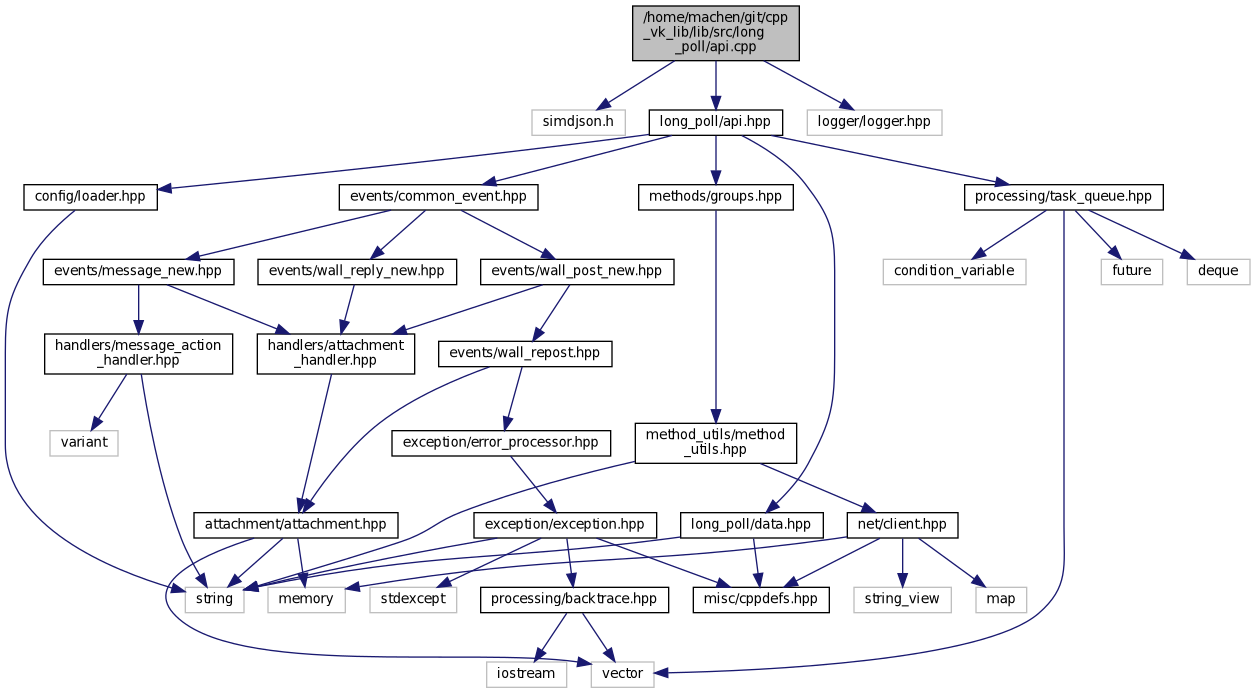 /home/machen/git/cpp
_vk_lib/lib/src/long
_poll/api.cpp
simdjson.h
long_poll/api.hpp
logger/logger.hpp
config/loader.hpp
events/common_event.hpp
methods/groups.hpp
processing/task_queue.hpp
events/message_new.hpp
events/wall_reply_new.hpp
events/wall_post_new.hpp
condition_variable
future
deque
handlers/message_action
_handler.hpp
handlers/attachment
_handler.hpp
events/wall_repost.hpp
variant
exception/error_processor.hpp
method_utils/method
_utils.hpp
attachment/attachment.hpp
exception/exception.hpp
long_poll/data.hpp
net/client.hpp
string
memory
stdexcept
processing/backtrace.hpp
misc/cppdefs.hpp
string_view
map
iostream
vector